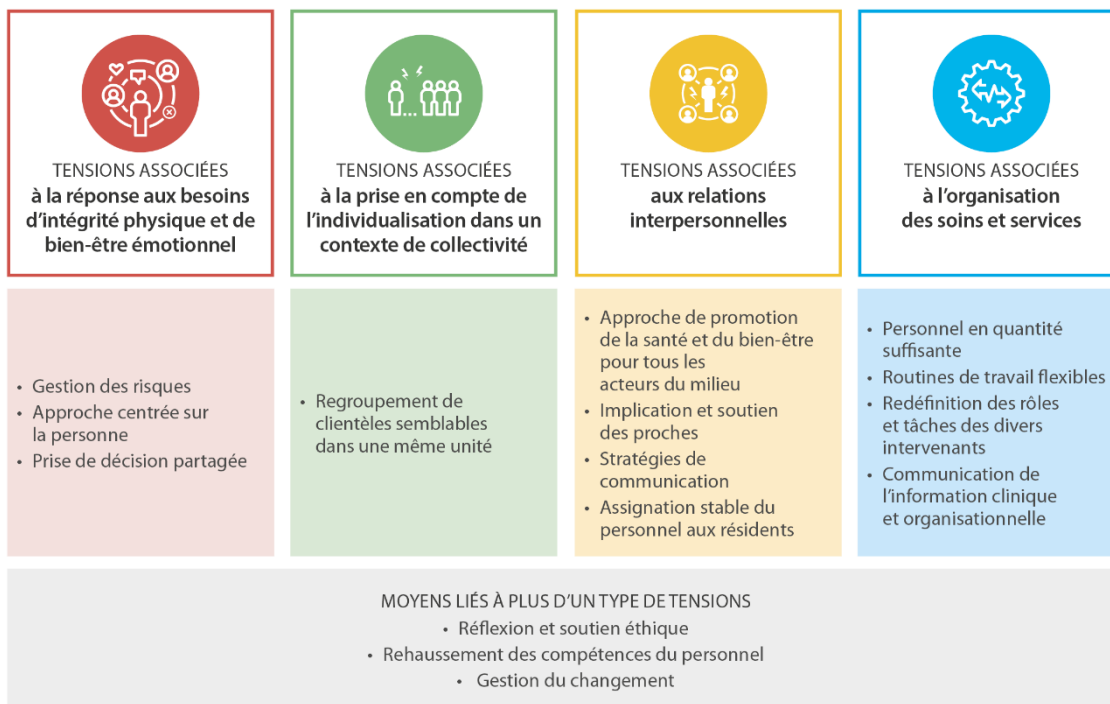 TENSIONS ASSOCIÉES
à la réponse aux besoins
d'intégrité physique et de
bien-être émotionnel
TENSIONS ASSOCIÉES
à la prise en compte de
l'individualisation dans un
contexte de collectivité
TENSIONS ASSOCIÉES
aux relations
interpersonnelles
TENSIONS ASSOCIÉES
à l'organisation
des soins et services
• Gestion des risques
• Approche centrée sur
la personne
• Prise de décision partagée
• Regroupement de
clientèles semblables
dans une même unité
• Approche de promotion
de la santé et du bien-être
pour tous les
acteurs du milieu
• Implication et soutien
des proches
• Stratégies de
communication
• Assignation stable du
personnel aux résidents
• Personnel en quantité
suffisante
• Routines de travail flexibles
• Redéfinition des rôles
et tâches des divers
intervenants
• Communication de
l'information clinique
et organisationnelle
MOYENS LIÉS À PLUS D'UN TYPE DE TENSIONS
• Réflexion et soutien éthique
• Rehaussement des compétences du personnel
• Gestion du changement